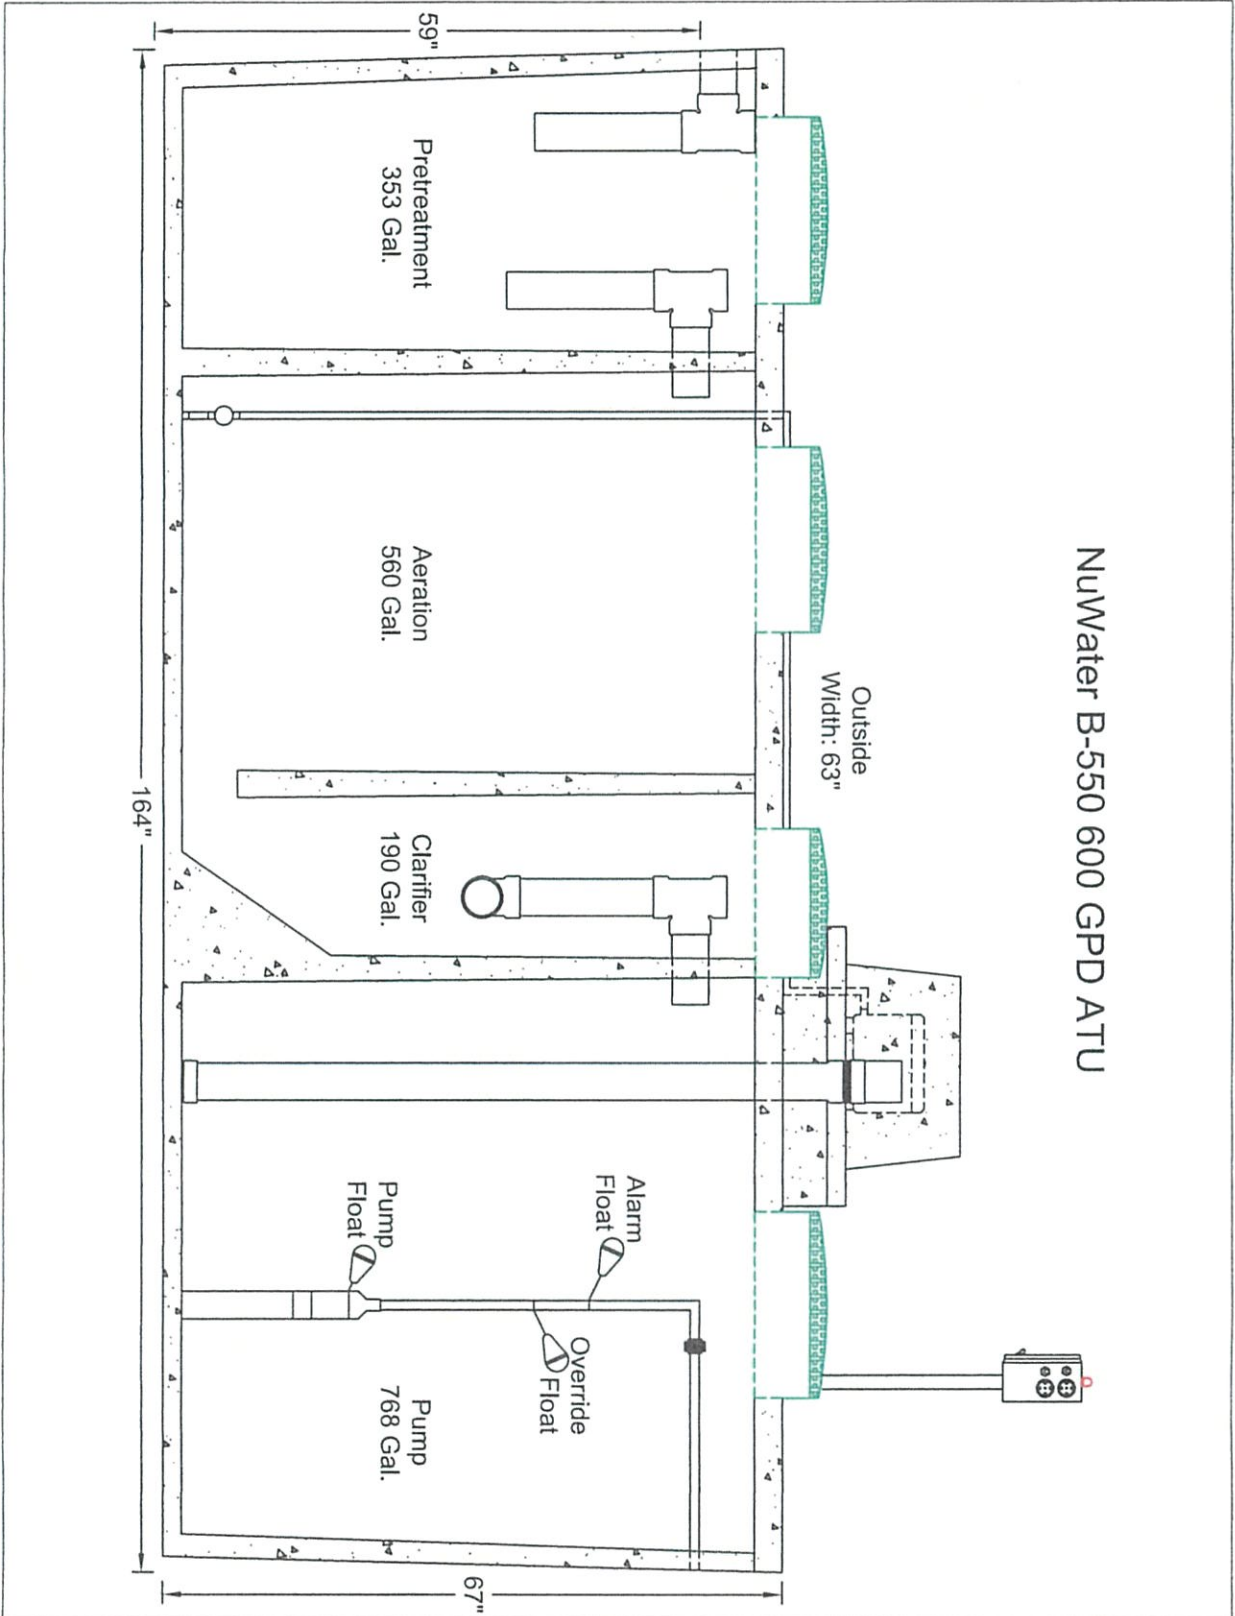 NuWater B-550 600 GPD ATU
Outside
Width: 63"
59"
Pretreatment
353 Gal.
Aeration
560 Gal.
Clarifier
190 Gal.
Alarm
Float
Pump
Float
Override
Float
Pump
768 Gal.
67"
164"